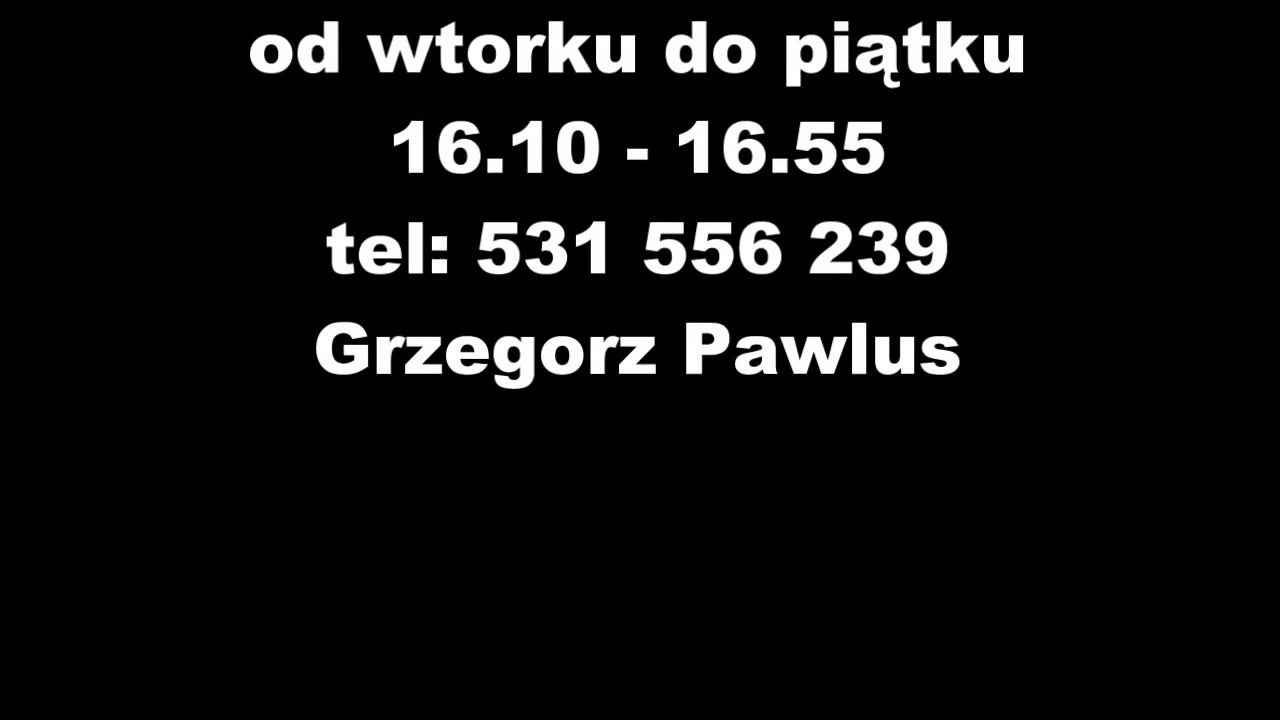 od wtorku do piątku
16.10 - 16.55
tel: 531 556 239
Grzegorz Pawlus